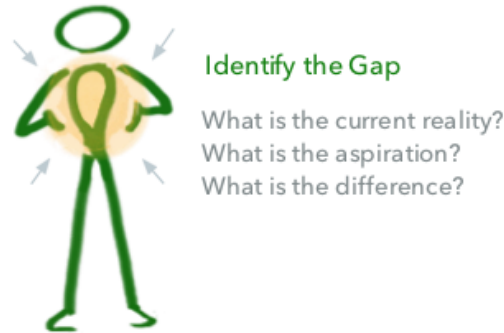 Identify the Gap
What is the current reality?
What is the aspiration?
What is the difference?